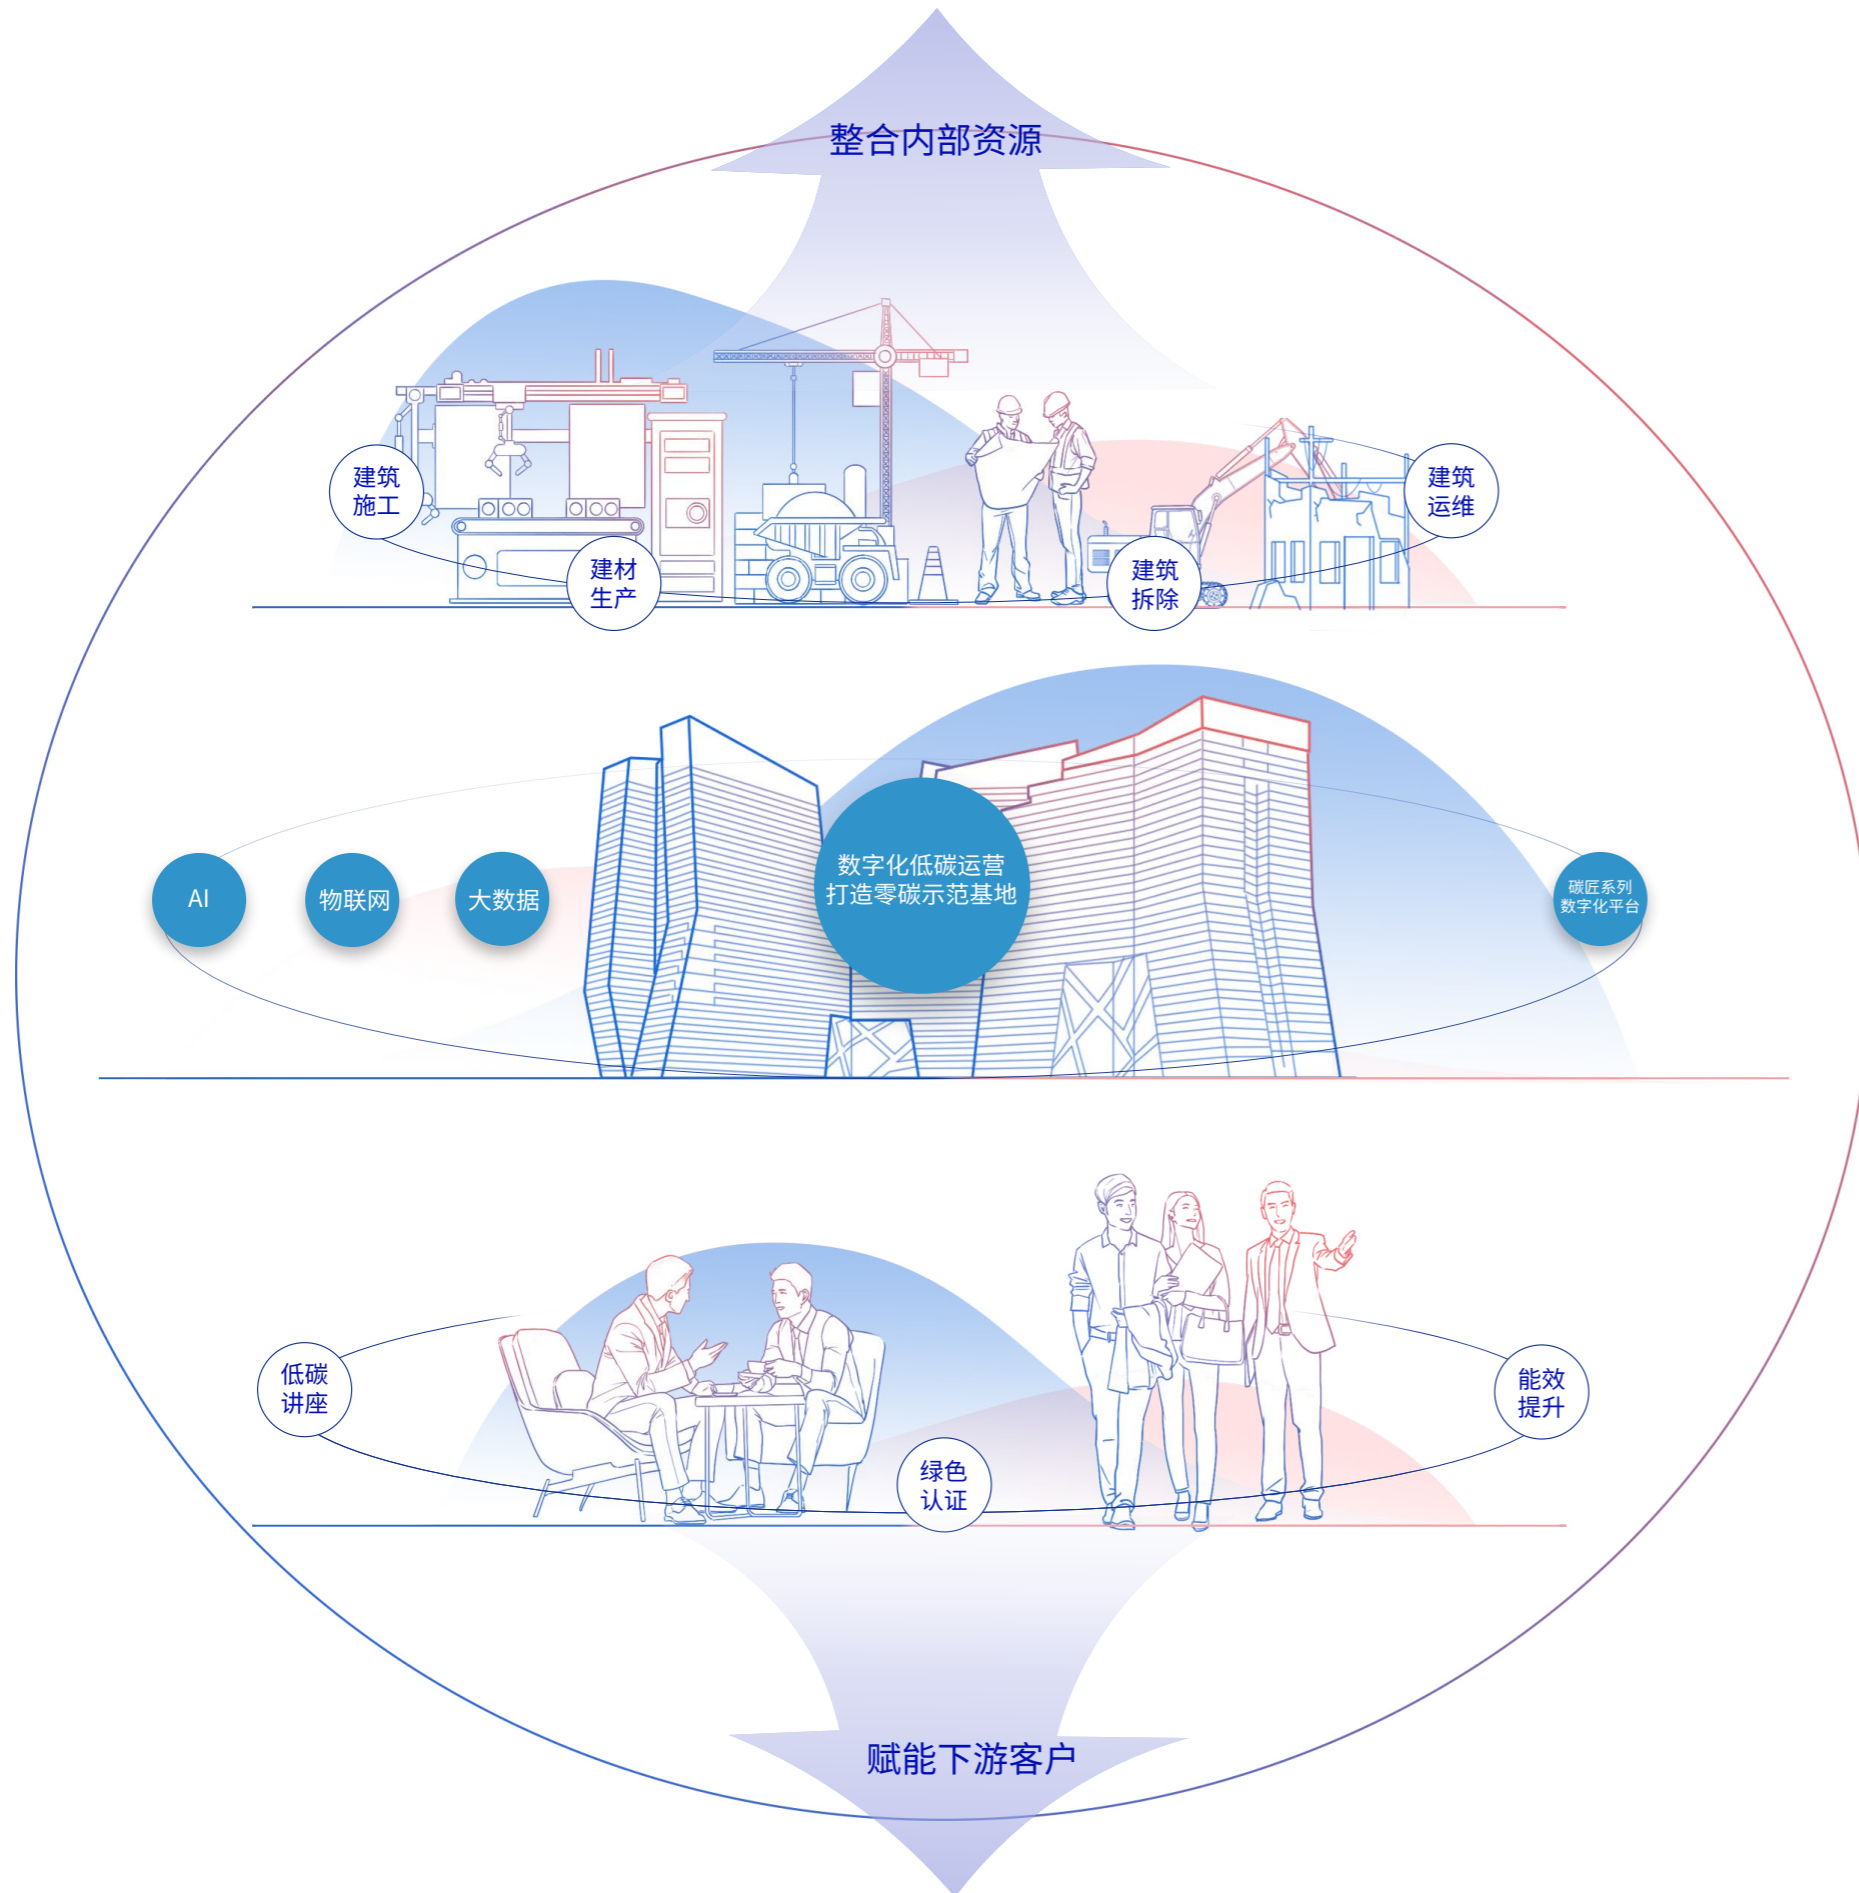 整合内部资源
建筑
施工
建材
生产
建筑
拆除
建筑
运维
AI
物联网
大数据
数字化低碳运营
打造零碳示范基地
碳匠系列
数字化平台
低碳
讲座
绿色
认证
能效
提升
赋能下游客户